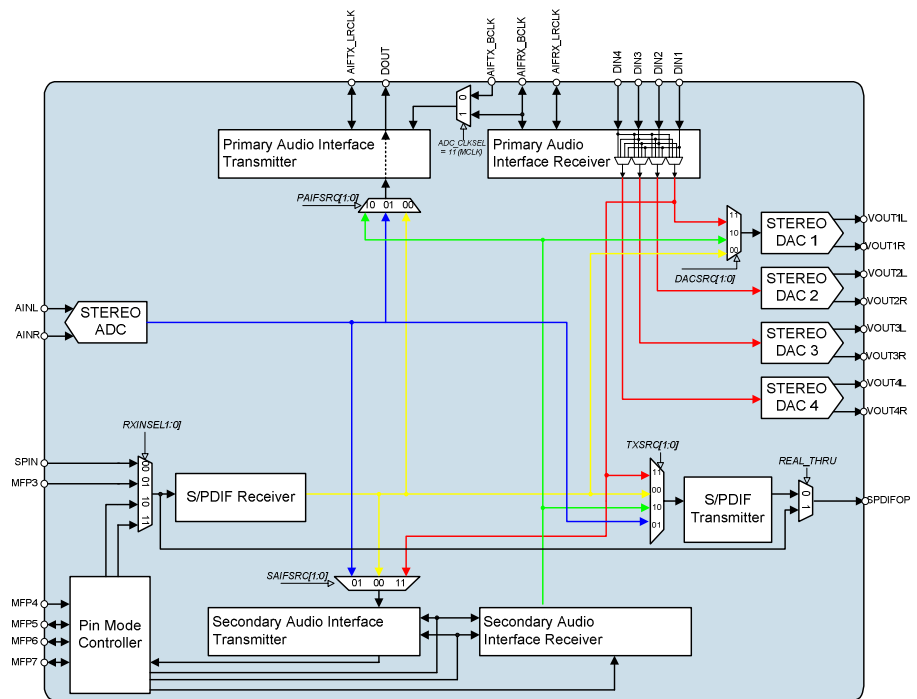 AIFTX_LRCLK
DOUT
AIFTX_BCLK
AIFRX_BCLK
AIFRX_LRCLK
DIN4
DIN3
DIN2
DIN1
1 0
ADC_CLKSEL
= 11 (MCLK)
Primary Audio Interface
Transmitter
Primary Audio
Interface Receiver
PAIFSRC[1:0]
10 01 00
11
10
00
DACSRC[1:0]
STEREO
DAC 1
VOUT1L
VOUT1R
STEREO
DAC 2
VOUT2L
VOUT2R
STEREO
DAC 3
VOUT3L
VOUT3R
STEREO
DAC 4
VOUT4L
VOUT4R
AINL
AINR
STEREO
ADC
RXINSEL1:0]
SPIN
MFP3
00
01
10
11
S/PDIF Receiver
TXSRC[1:0]
11
00
10
01
S/PDIF
Transmitter
REAL_THRU
0
1
SPDIFOP
SAIFSRC[1:0]
01 00 11
MFP4
MFP5
MFP6
MFP7
Pin Mode
Controller
Secondary Audio Interface
Transmitter
Secondary Audio
Interface Receiver